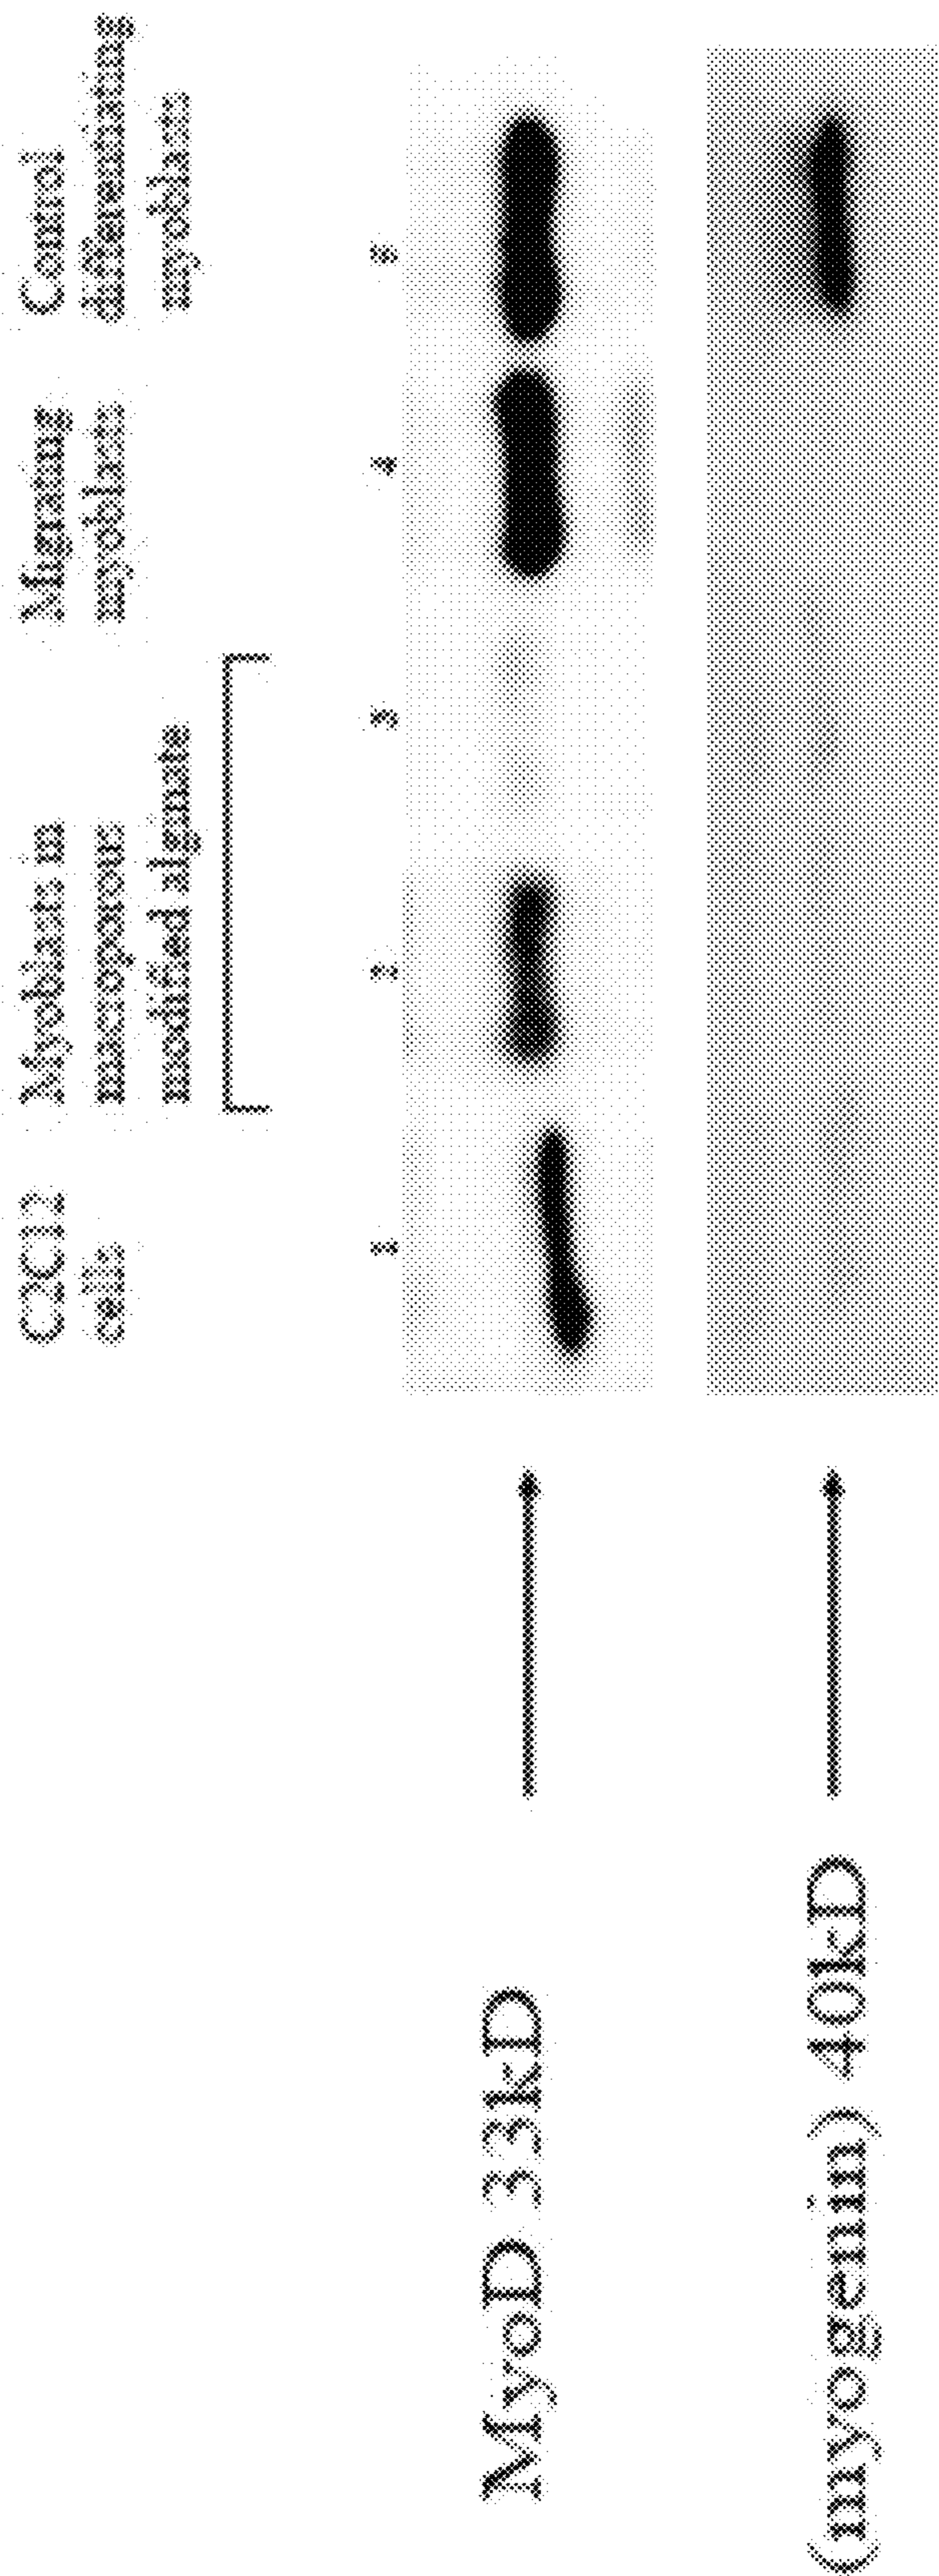 C2C12
cells
Myoblasts in
macroporous
modified alginate
Migrating
myoblasts
Control
differentiating
myoblasts
1 2 3 4 5
MyoD 33kD
(myogenin) 40kD